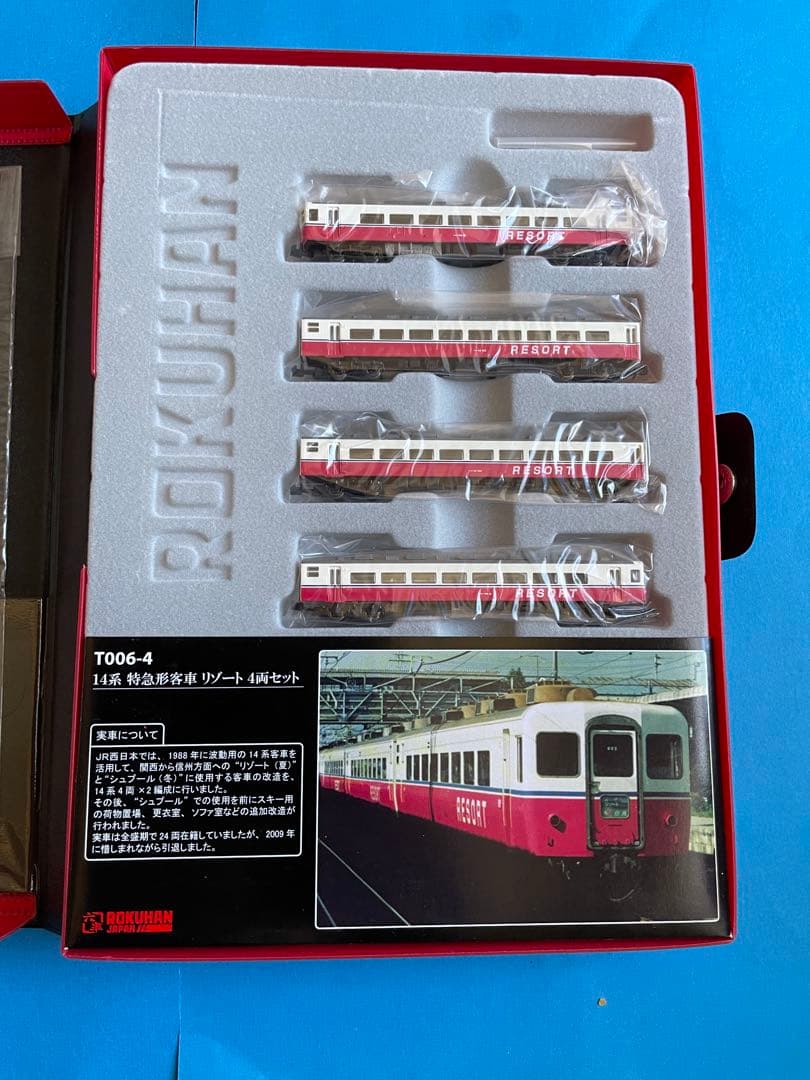 ROKUHAN
RESORT
RESORT
RESORT
RESORT
T006-4
14系 特急形客車 リゾート 4両セット
実車について
JR西日本では、1988年に波動用の14系客車を
活用して、関西から信州方面への“リゾート（夏）”
と“シュプール（冬）”に使用する客車の改造を、
14系4両×2編成に行いました。
その後、“シュプール”での使用を前にスキー用
の荷物置場、更衣室、ソファ室などの追加改造が
行われました。
実車は全盛期で24両在籍していましたが、2009年
に惜しまれながら引退しました。
RESORT
ROKUHAN
JAPAN